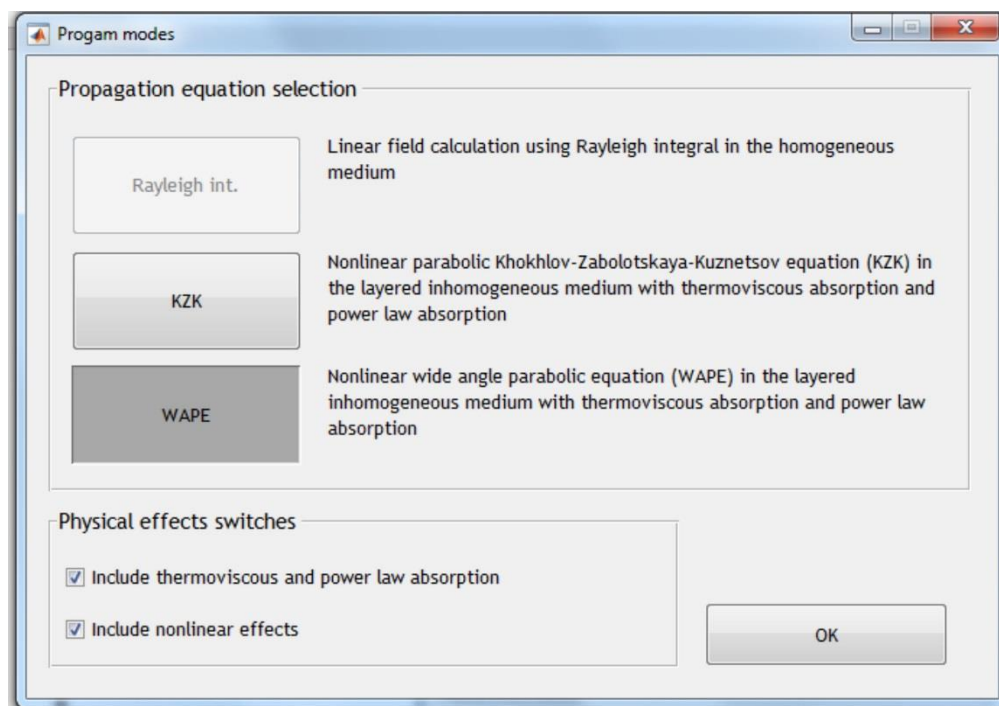 Progam modes
Propagation equation selection
Rayleigh int.
Linear field calculation using Rayleigh integral in the homogeneous
medium
KZK
Nonlinear parabolic Khokhlov-Zabolotskaya-Kuznetsov equation (KZK) in
the layered inhomogeneous medium with thermoviscous absorption and
power law absorption
WAPE
Nonlinear wide angle parabolic equation (WAPE) in the layered
inhomogeneous medium with thermoviscous absorption and power law
absorption
Physical effects switches
Include thermoviscous and power law absorption
Include nonlinear effects
OK